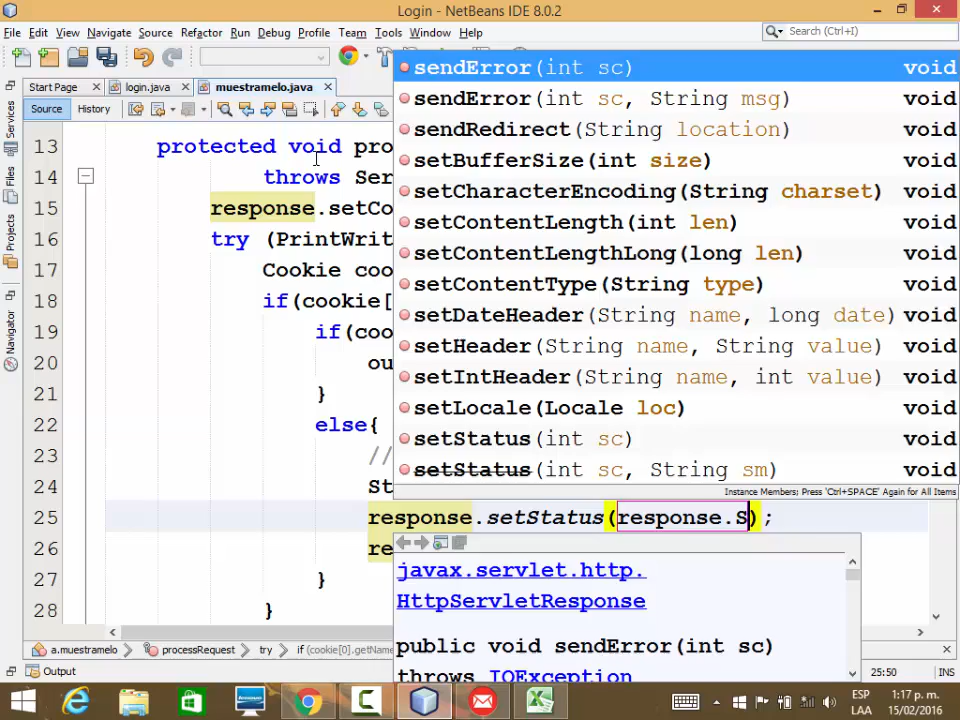 Login - NetBeans IDE 8.0.2
File Edit View Navigate Source Refactor Run Debug Profile Team Tools Window Help
Search (Ctrl+I)
Start Page login.java muestramelo.java
Source History
Services
Files
Projects
Navigator
13 protected void pro
14 throws Ser
15 response.setCo
16 try (PrintWrit
17 Cookie coo
18 if(cookie[
19 if(coo
20 ou
21 }
22 else{
23 //
24 St
25 response.setStatus(response.S);
26 re
27 }
28 }
sendError(int sc) void
sendError(int sc, String msg) void
sendRedirect(String location) void
setBufferSize(int size) void
setCharacterEncoding(String charset) void
setContentLength(int len) void
setContentLengthLong(long len) void
setContentType(String type) void
setDateHeader(String name, long date) void
setHeader(String name, String value) void
setIntHeader(String name, int value) void
setLocale(Locale loc) void
setStatus(int sc) void
setStatus(int sc, String sm) void
Instance Members; Press 'Ctrl+SPACE' Again for All Items
javax.servlet.http.
HttpServletResponse
public void sendError(int sc)
throws IOException
a.muestramelo processRequest try if (cookie[0].getName
Output
25:50 INS
ESP
LAA
1:17 p. m.
15/02/2016